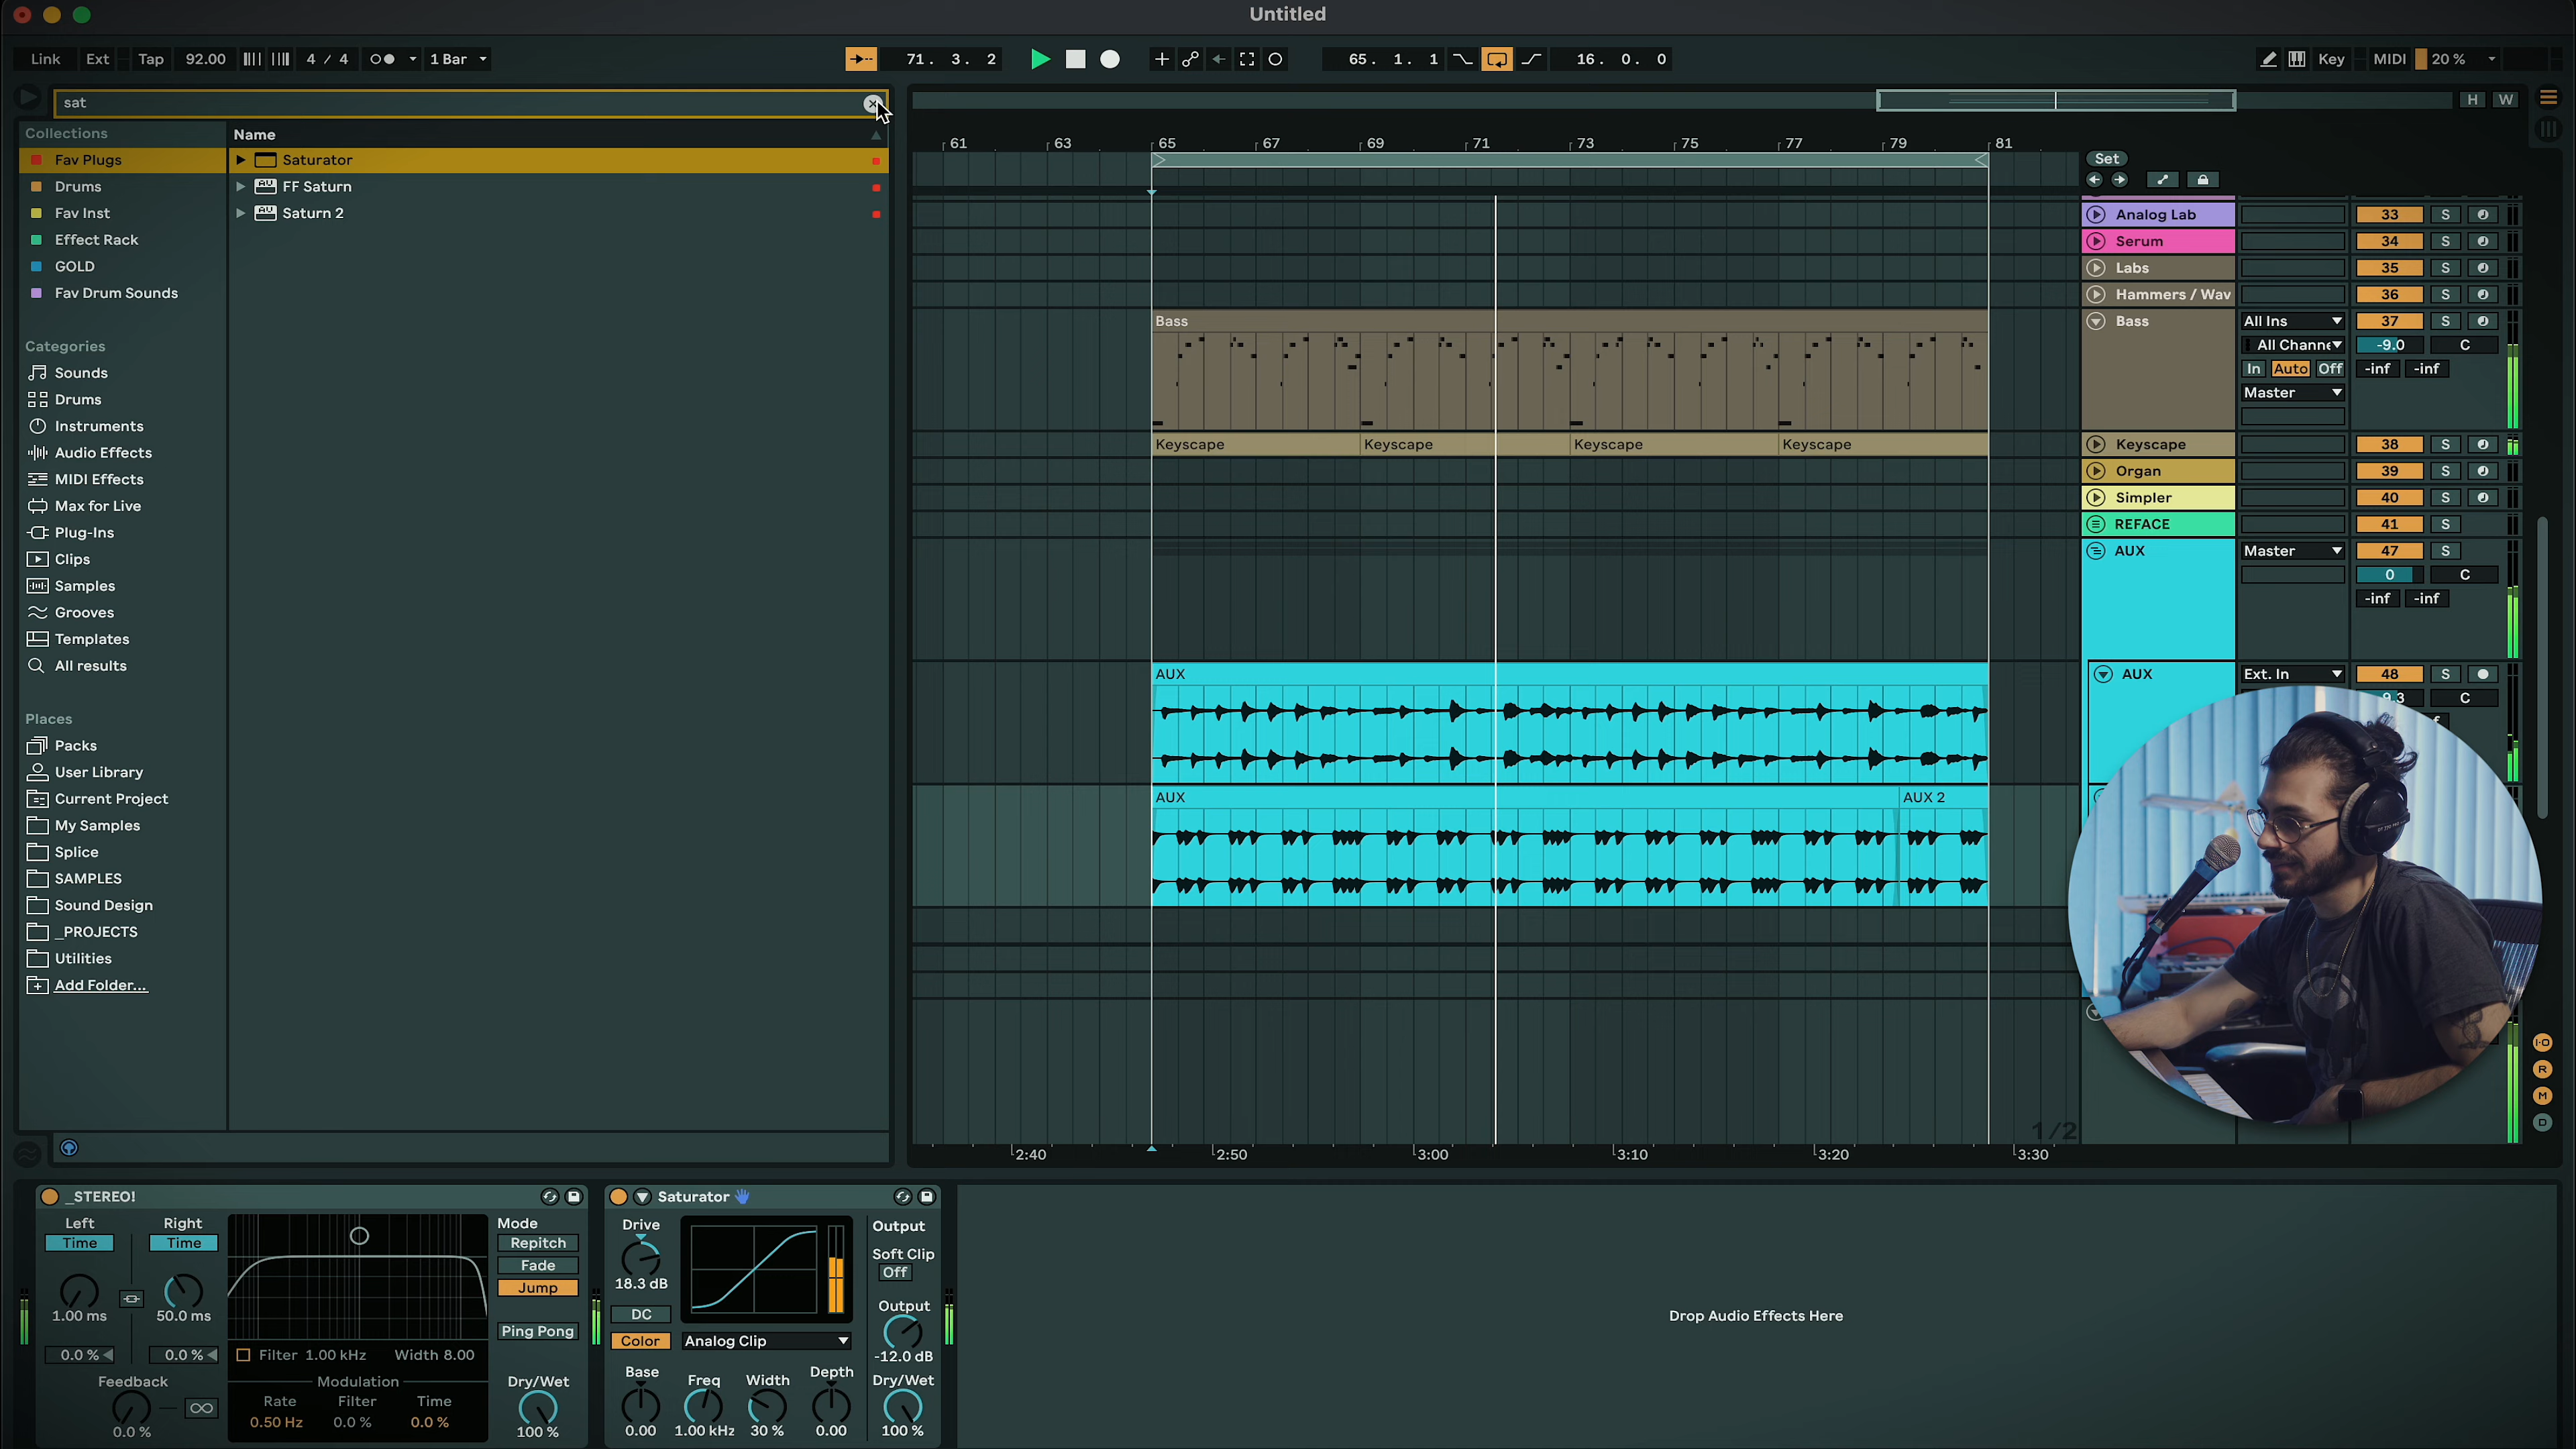 Untitled
Link Ext Tap 92.00 4 / 4 1 Bar
71. 3. 2
65. 1. 1
16. 0. 0
Key MIDI 20 %
sat
H W
Collections
Fav Plugs
Drums
Fav Inst
Effect Rack
GOLD
Fav Drum Sounds
Categories
Sounds
Drums
Instruments
Audio Effects
MIDI Effects
Max for Live
Plug-Ins
Clips
Samples
Grooves
Templates
All results
Places
Packs
User Library
Current Project
My Samples
Splice
SAMPLES
Sound Design
_PROJECTS
Utilities
Add Folder...
Name
Saturator
FF Saturn
Saturn 2
61 63 65 67 69 71 73 75 77 79 81
Set
Bass
Keyscape Keyscape Keyscape Keyscape
AUX
AUX AUX 2
1/2
2:40 2:50 3:00 3:10 3:20 3:30
Analog Lab 33 S
Serum 34 S
Labs 35 S
Hammers / Wav 36 S
Bass All Ins 37 S
All Channe -9.0 C
In Auto Off -inf -inf
Master
Keyscape 38 S
Organ 39 S
Simpler 40 S
REFACE 41 S
AUX Master 47 S
0 C
-inf -inf
AUX Ext. In 48 S
C
I·O
R
M
D
_STEREO!
Left Right
Time Time
1.00 ms 50.0 ms
0.0 % 0.0 %
Feedback
0.0 %
Filter 1.00 kHz Width 8.00
Modulation
Rate Filter Time
0.50 Hz 0.0 % 0.0 %
Mode
Repitch
Fade
Jump
Ping Pong
Dry/Wet
100 %
Saturator
Drive
18.3 dB
DC
Color Analog Clip
Base Freq Width Depth
0.00 1.00 kHz 30 % 0.00
Output
Soft Clip
Off
Output
-12.0 dB
Dry/Wet
100 %
Drop Audio Effects Here